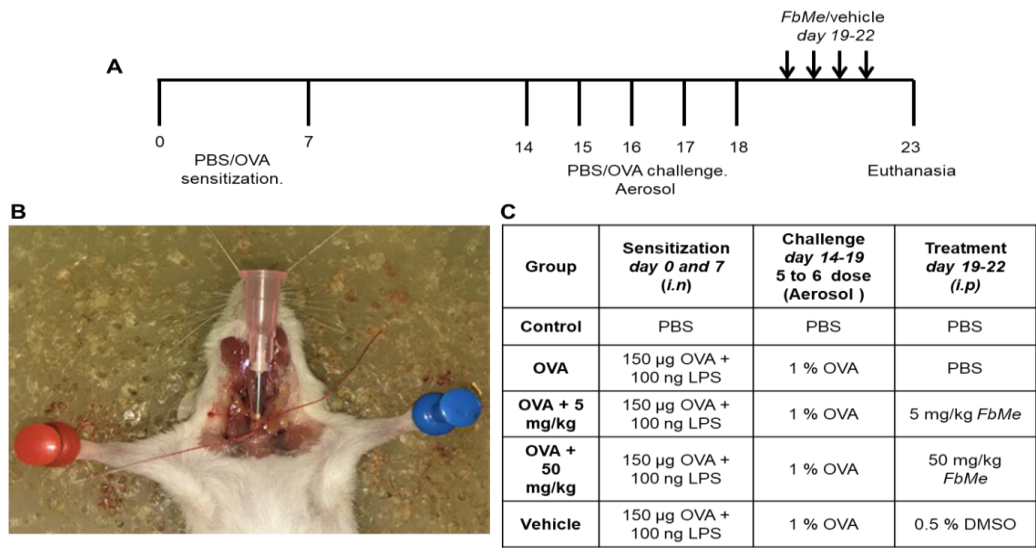 FbMe/vehicle
day 19-22
A
0
7
14
15
16
17
18
23
PBS/OVA
sensitization.
PBS/OVA challenge.
Aerosol
Euthanasia
B
C
Group
Sensitization
day 0 and 7
(i.n)
Challenge
day 14-19
5 to 6 dose
(Aerosol )
Treatment
day 19-22
(i.p)
Control
PBS
PBS
PBS
OVA
150 µg OVA +
100 ng LPS
1 % OVA
PBS
OVA + 5
mg/kg
150 µg OVA +
100 ng LPS
1 % OVA
5 mg/kg FbMe
OVA +
50
mg/kg
150 µg OVA +
100 ng LPS
1 % OVA
50 mg/kg
FbMe
Vehicle
150 µg OVA +
100 ng LPS
1 % OVA
0.5 % DMSO